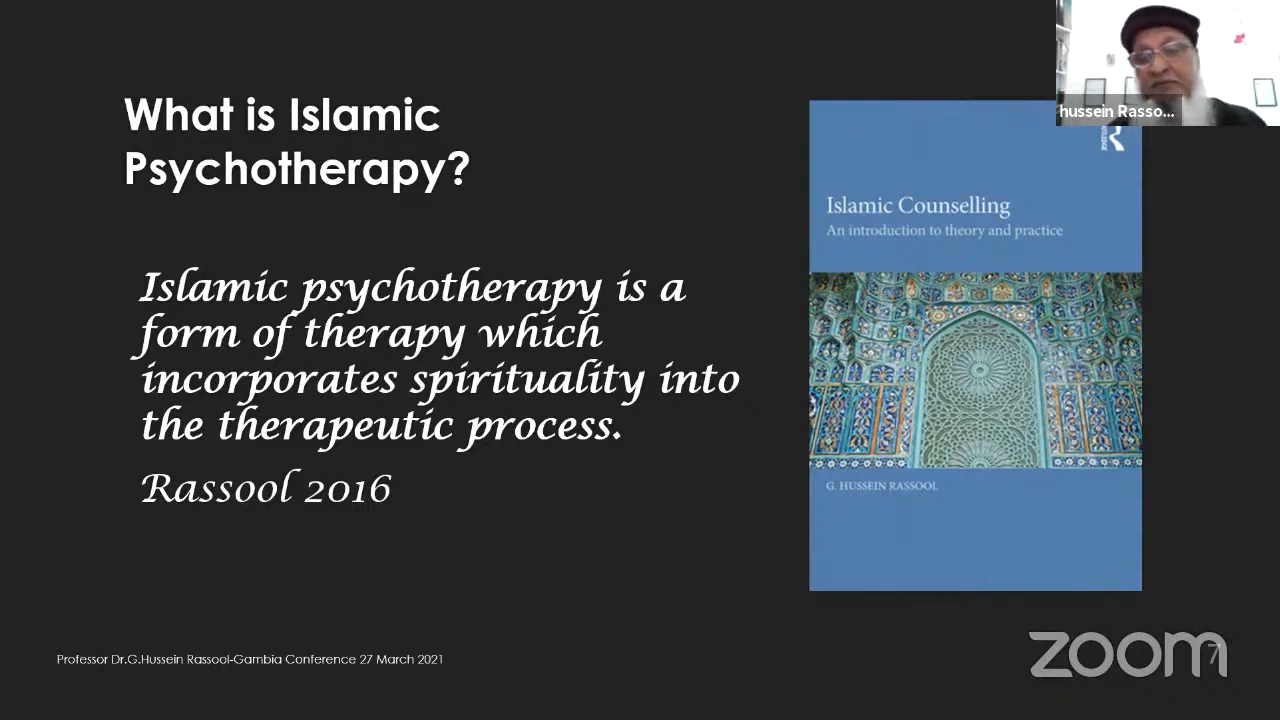 What is Islamic
Psychotherapy?
Islamic psychotherapy is a
form of therapy which
incorporates spirituality into
the therapeutic process.
Rassool 2016
hussein Rasso...
Islamic Counselling
An introduction to theory and practice
G. HUSSEIN RASSOOL
Professor Dr.G.Hussein Rassool-Gambia Conference 27 March 2021
zoom
7